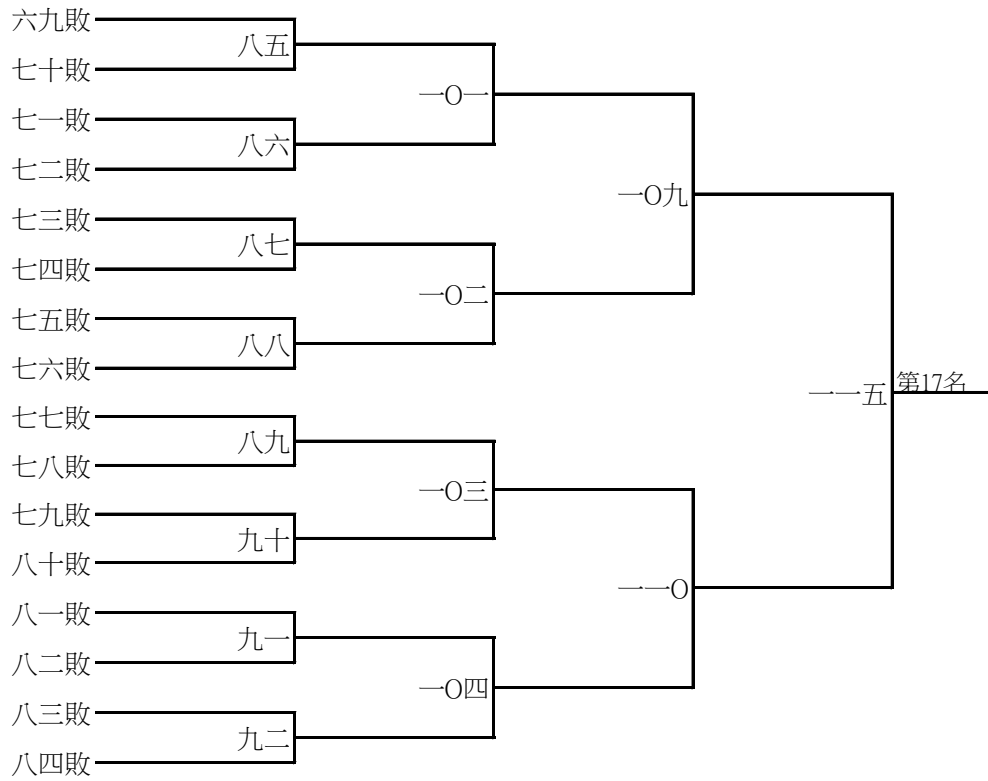 六九敗
八五
七十敗
一O一
七一敗
八六
七二敗
一O九
七三敗
八七
七四敗
一O二
七五敗
八八
七六敗
一一五
第17名
七七敗
八九
七八敗
一O三
七九敗
九十
八十敗
一一O
八一敗
九一
八二敗
一O四
八三敗
九二
八四敗